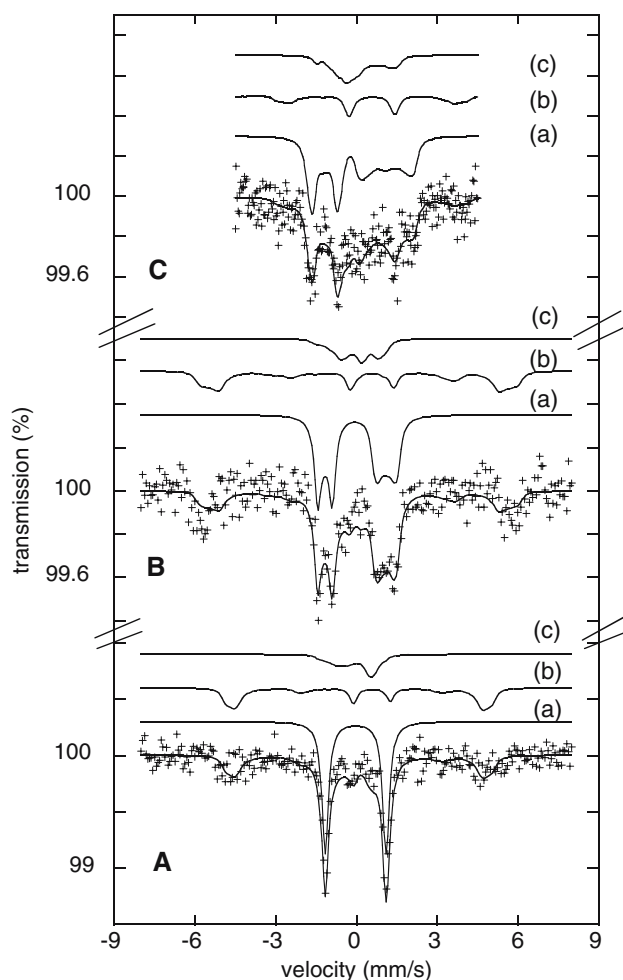 (c)
(b)
(a)
100
99.6
C
(c)
(b)
(a)
100
99.6
B
transmission (%)
(c)
(b)
(a)
100
99
A
-9 -6 -3 0 3 6 9
velocity (mm/s)